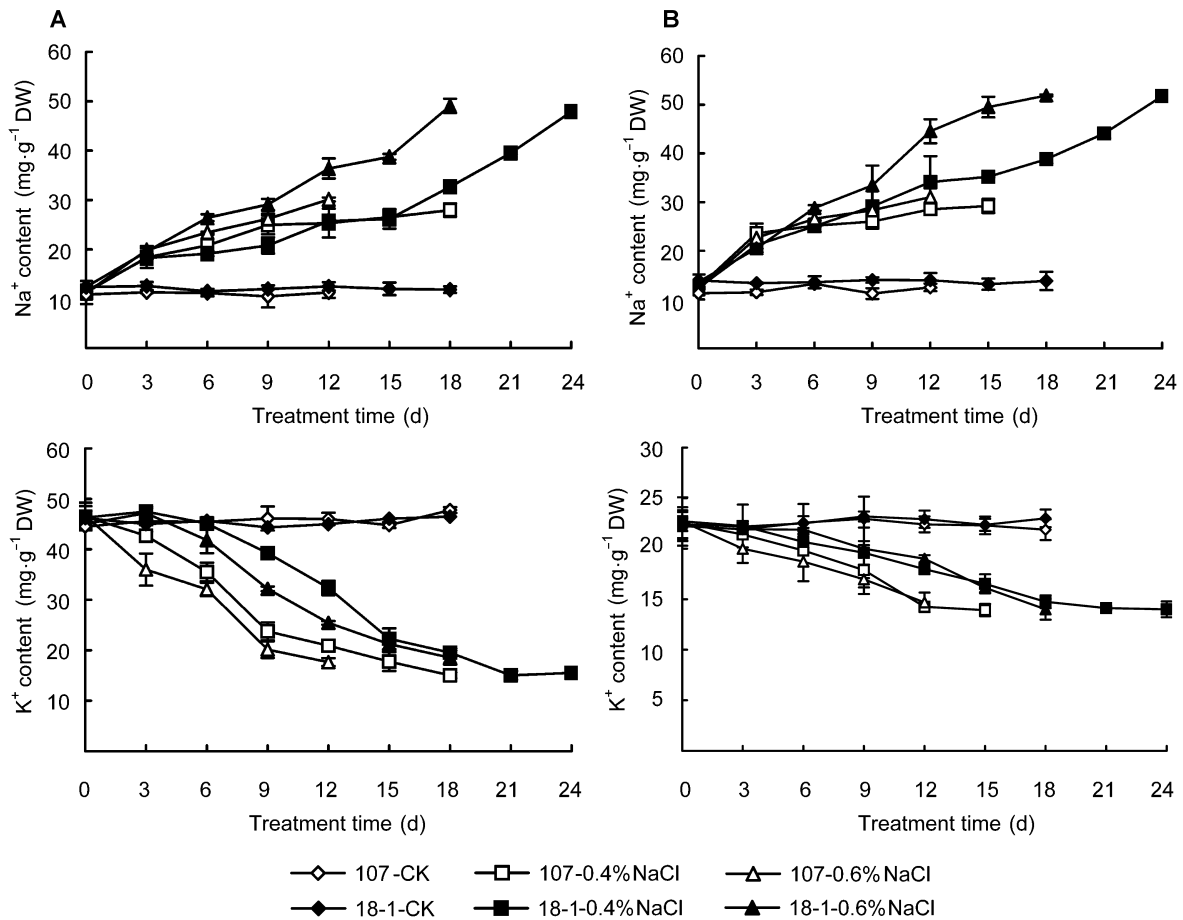 A
B
Na⁺ content (mg·g⁻¹ DW)
60
50
40
30
20
10
0 3 6 9 12 15 18 21 24
Treatment time (d)
Na⁺ content (mg·g⁻¹ DW)
60
50
40
30
20
10
0 3 6 9 12 15 18 21 24
Treatment time (d)
K⁺ content (mg·g⁻¹ DW)
60
50
40
30
20
10
0 3 6 9 12 15 18 21 24
Treatment time (d)
K⁺ content (mg·g⁻¹ DW)
30
25
20
15
10
5
0 3 6 9 12 15 18 21 24
Treatment time (d)
107-CK 107-0.4%NaCl 107-0.6%NaCl
18-1-CK 18-1-0.4%NaCl 18-1-0.6%NaCl